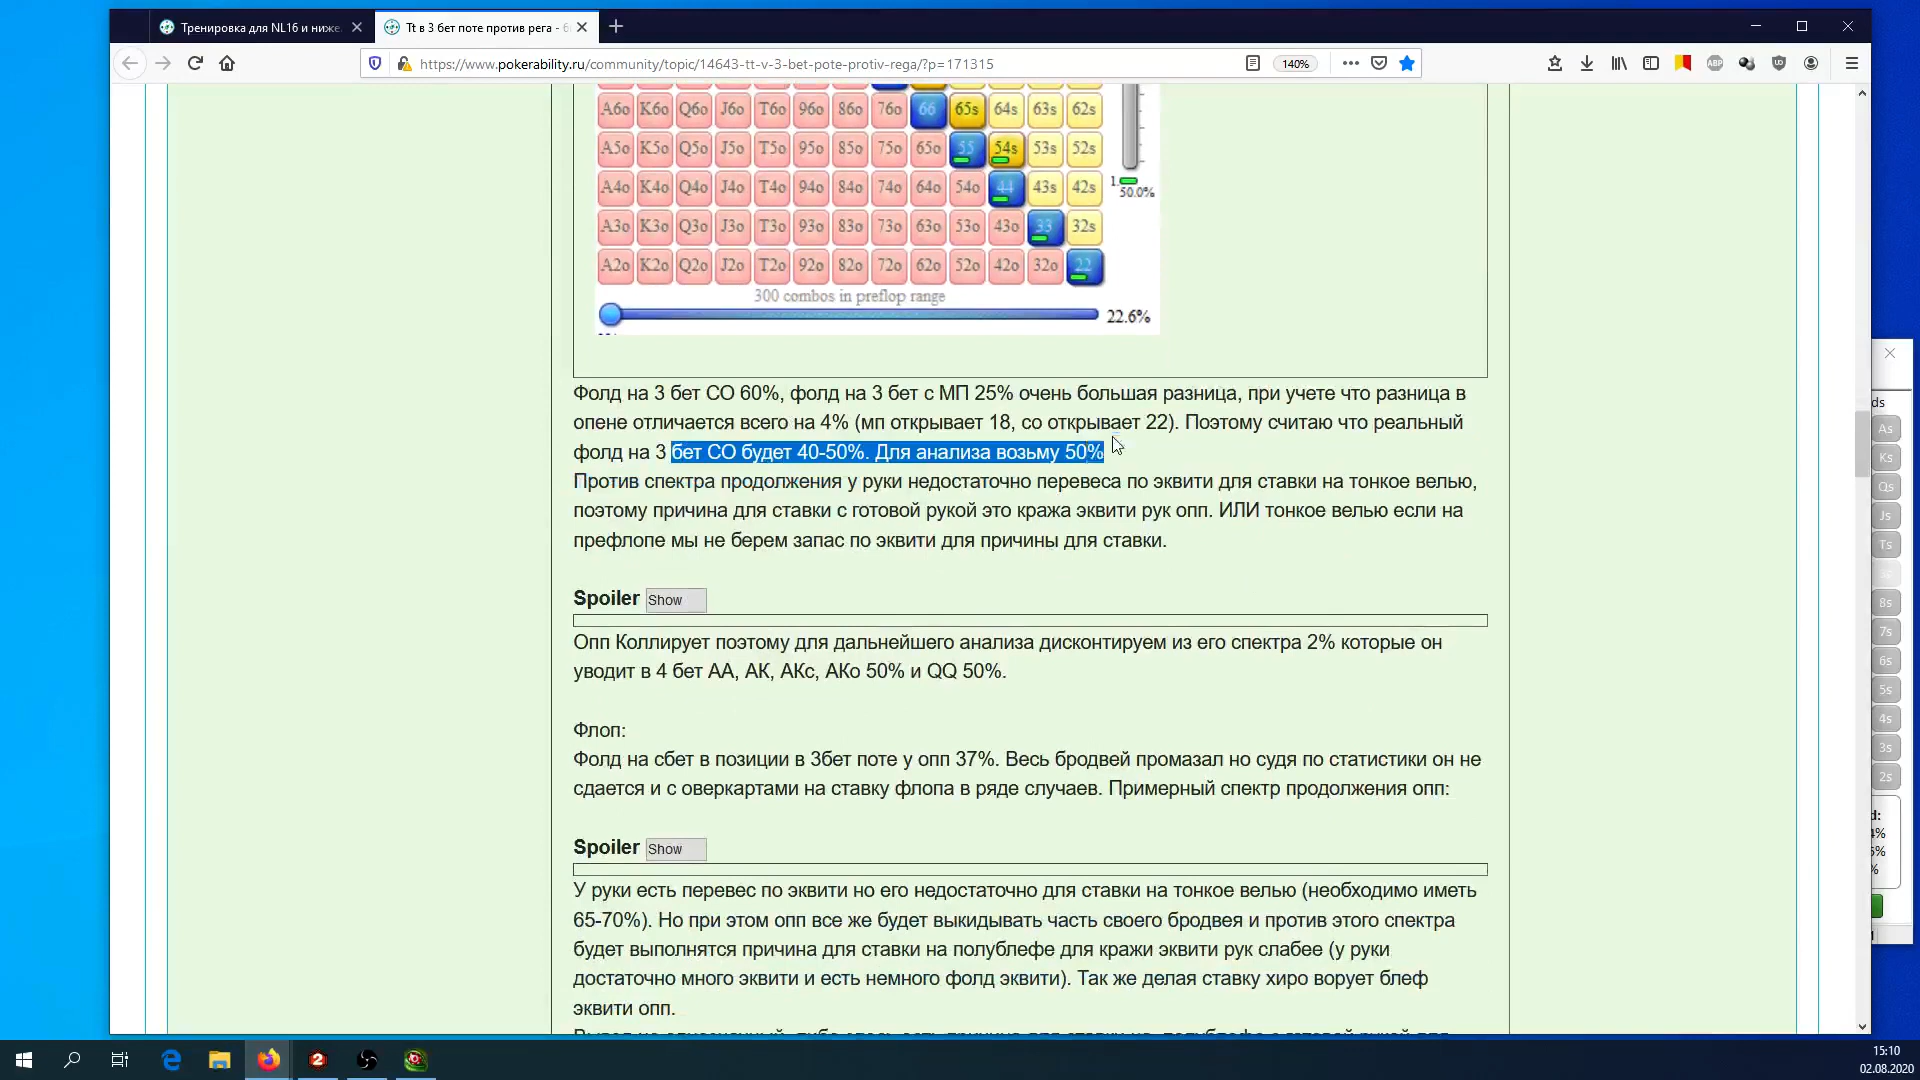 Тренировка для NL16 и ниже.
Tt в 3 бет поте против рега - 6
https://www.pokerability.ru/community/topic/14643-tt-v-3-bet-pote-protiv-rega/?p=171315
140%
A6o K6o Q6o J6o T6o 96o 86o 76o 66 65s 64s 63s 62s
A5o K5o Q5o J5o T5o 95o 85o 75o 65o 55 54s 53s 52s
A4o K4o Q4o J4o T4o 94o 84o 74o 64o 54o 44 43s 42s
50.0%
A3o K3o Q3o J3o T3o 93o 83o 73o 63o 53o 43o 33 32s
A2o K2o Q2o J2o T2o 92o 82o 72o 62o 52o 42o 32o 22
300 combos in preflop range
22.6%
Фолд на 3 бет СО 60%, фолд на 3 бет с МП 25% очень большая разница, при учете что разница в
опене отличается всего на 4% (мп открывает 18, со открывает 22). Поэтому считаю что реальный
фолд на 3 бет СО будет 40-50%. Для анализа возьму 50%
Против спектра продолжения у руки недостаточно перевеса по эквити для ставки на тонкое велью,
поэтому причина для ставки с готовой рукой это кража эквити рук опп. ИЛИ тонкое велью если на
префлопе мы не берем запас по эквити для причины для ставки.
Spoiler Show
Опп Коллирует поэтому для дальнейшего анализа дисконтируем из его спектра 2% которые он
уводит в 4 бет АА, АК, АКс, АКо 50% и QQ 50%.
Флоп:
Фолд на сбет в позиции в 3бет поте у опп 37%. Весь бродвей промазал но судя по статистики он не
сдается и с оверкартами на ставку флопа в ряде случаев. Примерный спектр продолжения опп:
Spoiler Show
У руки есть перевес по эквити но его недостаточно для ставки на тонкое велью (необходимо иметь
65-70%). Но при этом опп все же будет выкидывать часть своего бродвея и против этого спектра
будет выполнятся причина для ставки на полублефе для кражи эквити рук слабее (у руки
достаточно много эквити и есть немного фолд эквити). Так же делая ставку хиро ворует блеф
эквити опп.
ds
As
Ks
Qs
Js
Ts
8s
7s
6s
5s
4s
3s
2s
d:
4%
5%
%
ABP
15:10
02.08.2020